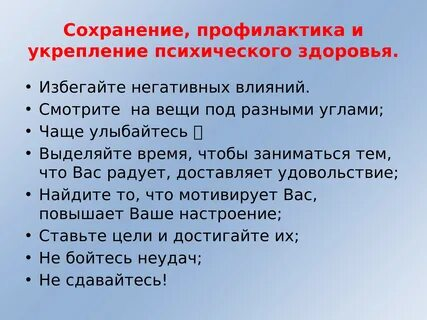 Сохранение, профилактика и
укрепление психического здоровья.
• Избегайте негативных влияний.
• Смотрите на вещи под разными углами;
• Чаще улыбайтесь 
• Выделяйте время, чтобы заниматься тем,
что Вас радует, доставляет удовольствие;
• Найдите то, что мотивирует Вас,
повышает Ваше настроение;
• Ставьте цели и достигайте их;
• Не бойтесь неудач;
• Не сдавайтесь!